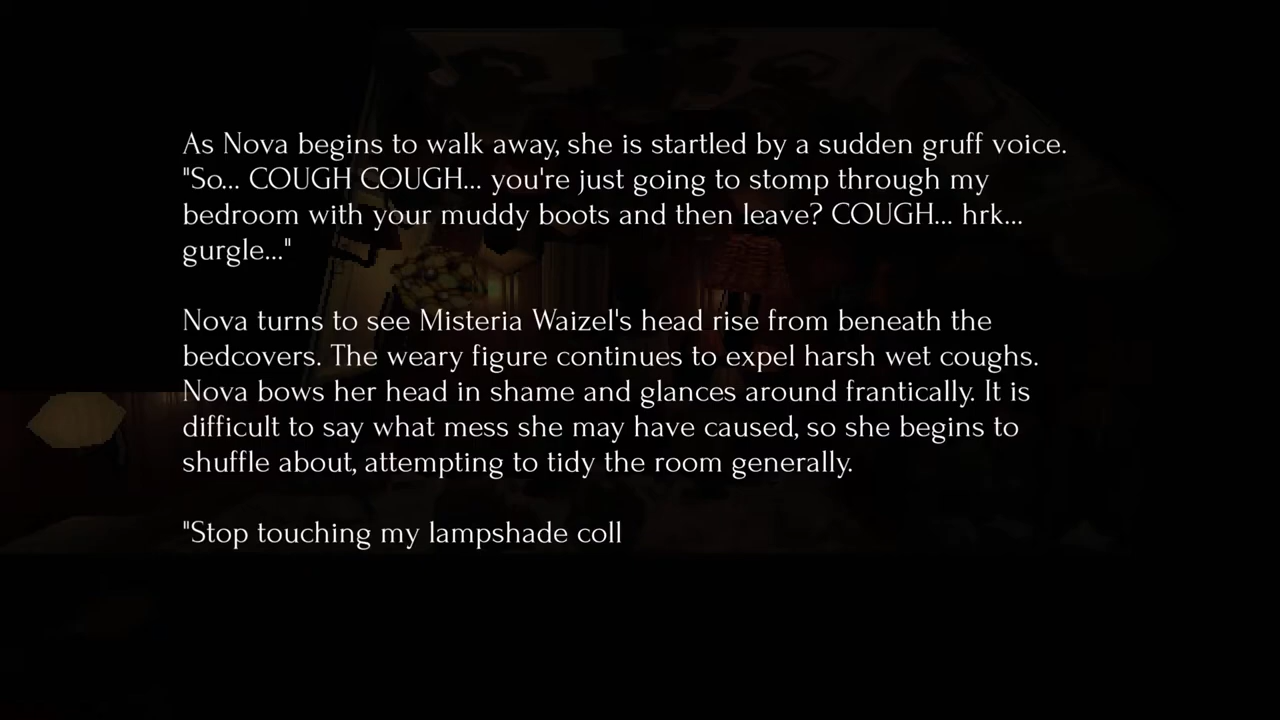 As Nova begins to walk away, she is startled by a sudden gruff voice.
"So... COUGH COUGH... you're just going to stomp through my
bedroom with your muddy boots and then leave? COUGH... hrk...
gurgle..."
Nova turns to see Misteria Waizel's head rise from beneath the
bedcovers. The weary figure continues to expel harsh wet coughs.
Nova bows her head in shame and glances around frantically. It is
difficult to say what mess she may have caused, so she begins to
shuffle about, attempting to tidy the room generally.
"Stop touching my lampshade coll